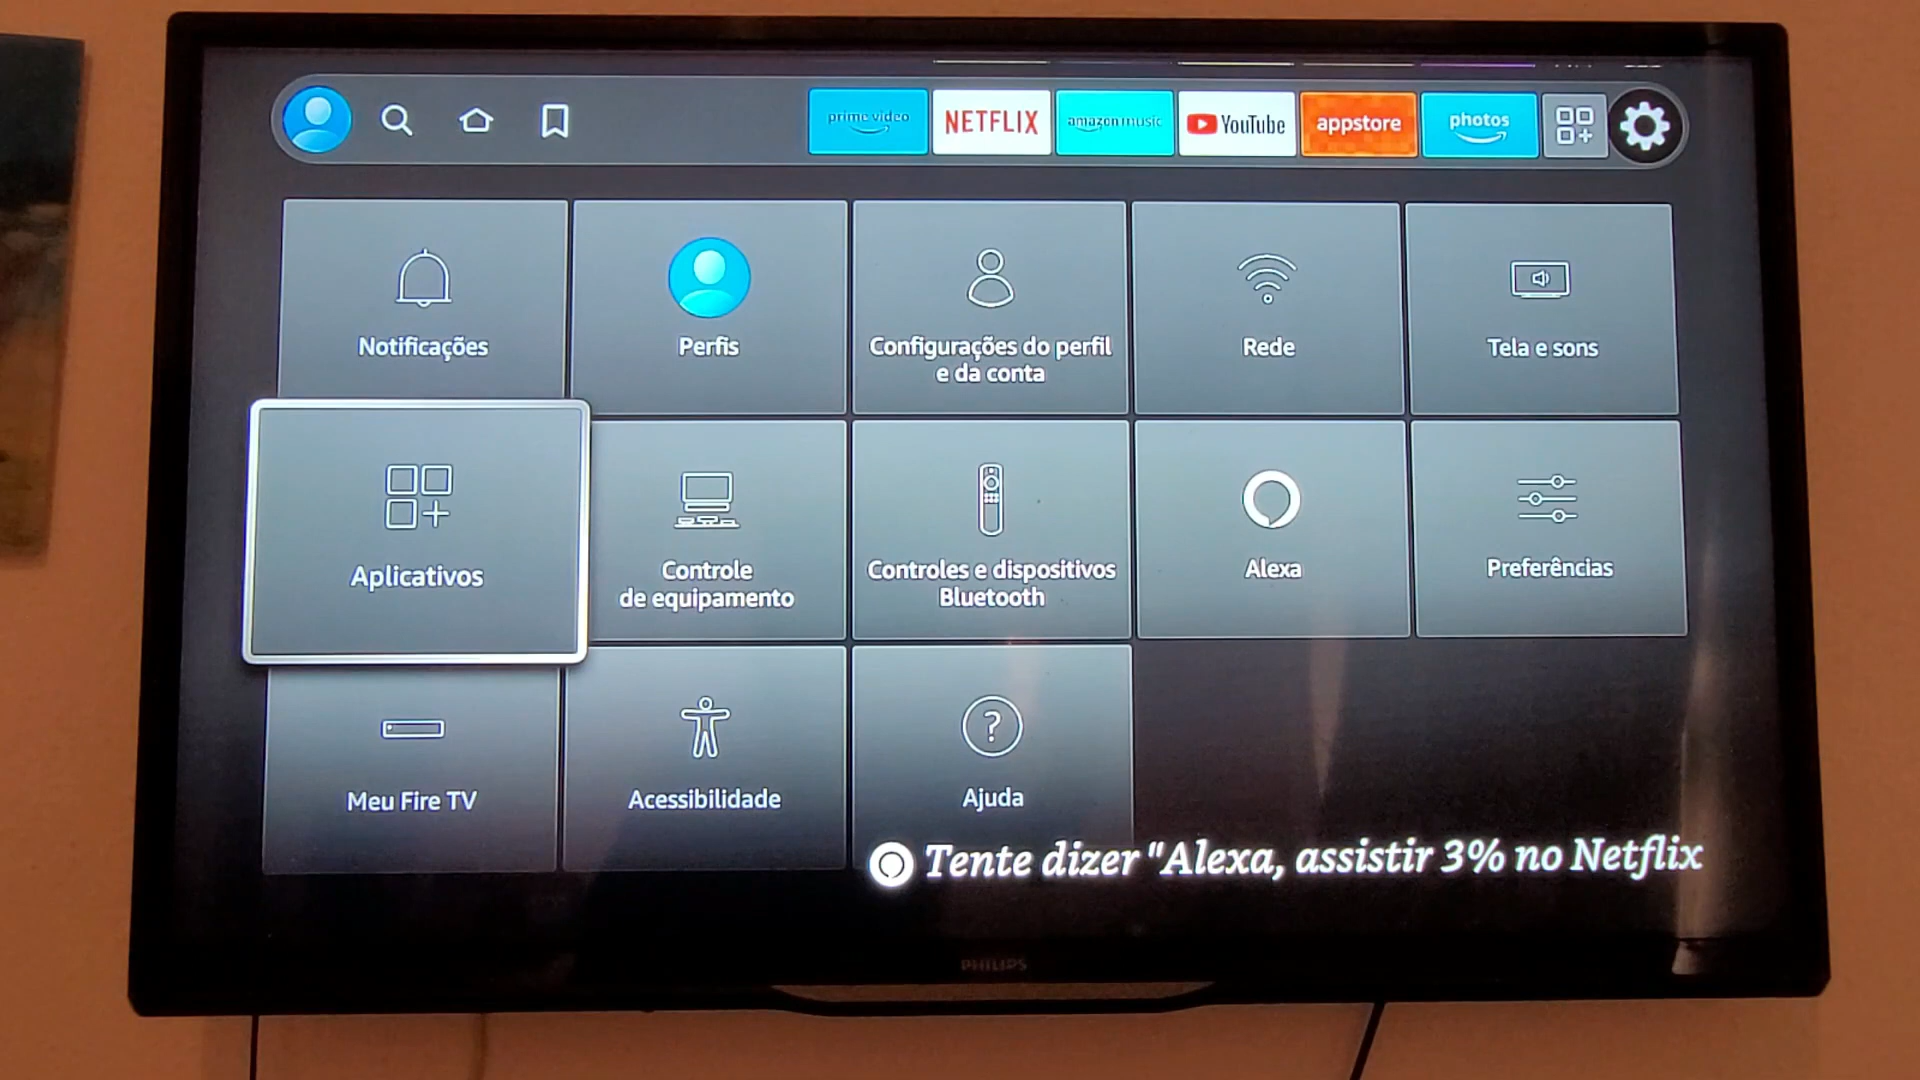 prime video
NETFLIX
amazon music
YouTube
appstore
photos
Notificações
Perfis
Configurações do perfil
e da conta
Rede
Tela e sons
Aplicativos
Controle
de equipamento
Controles e dispositivos
Bluetooth
Alexa
Preferências
Meu Fire TV
Acessibilidade
?
Ajuda
Tente dizer "Alexa, assistir 3% no Netflix
PHILIPS